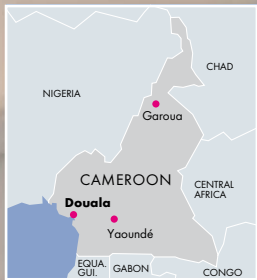 CHAD
NIGERIA
Garoua
CAMEROON
CENTRAL
AFRICA
Douala
Yaoundé
EQUA.
GUI.
GABON
CONGO